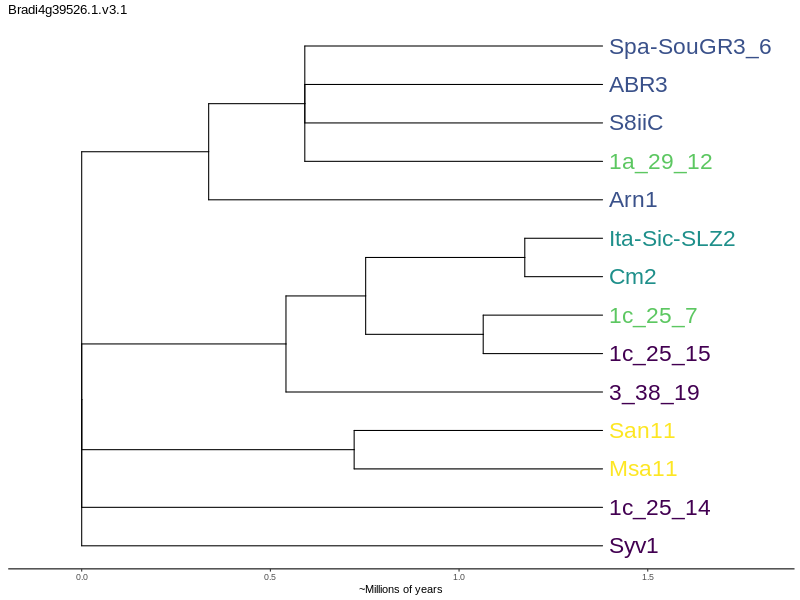 Bradi4g39526.1.v3.1
Spa-SouGR3_6
ABR3
S8iiC
1a_29_12
Arn1
Ita-Sic-SLZ2
Cm2
1c_25_7
1c_25_15
3_38_19
San11
Msa11
1c_25_14
Syv1
0.0 0.5 1.0 1.5
~Millions of years